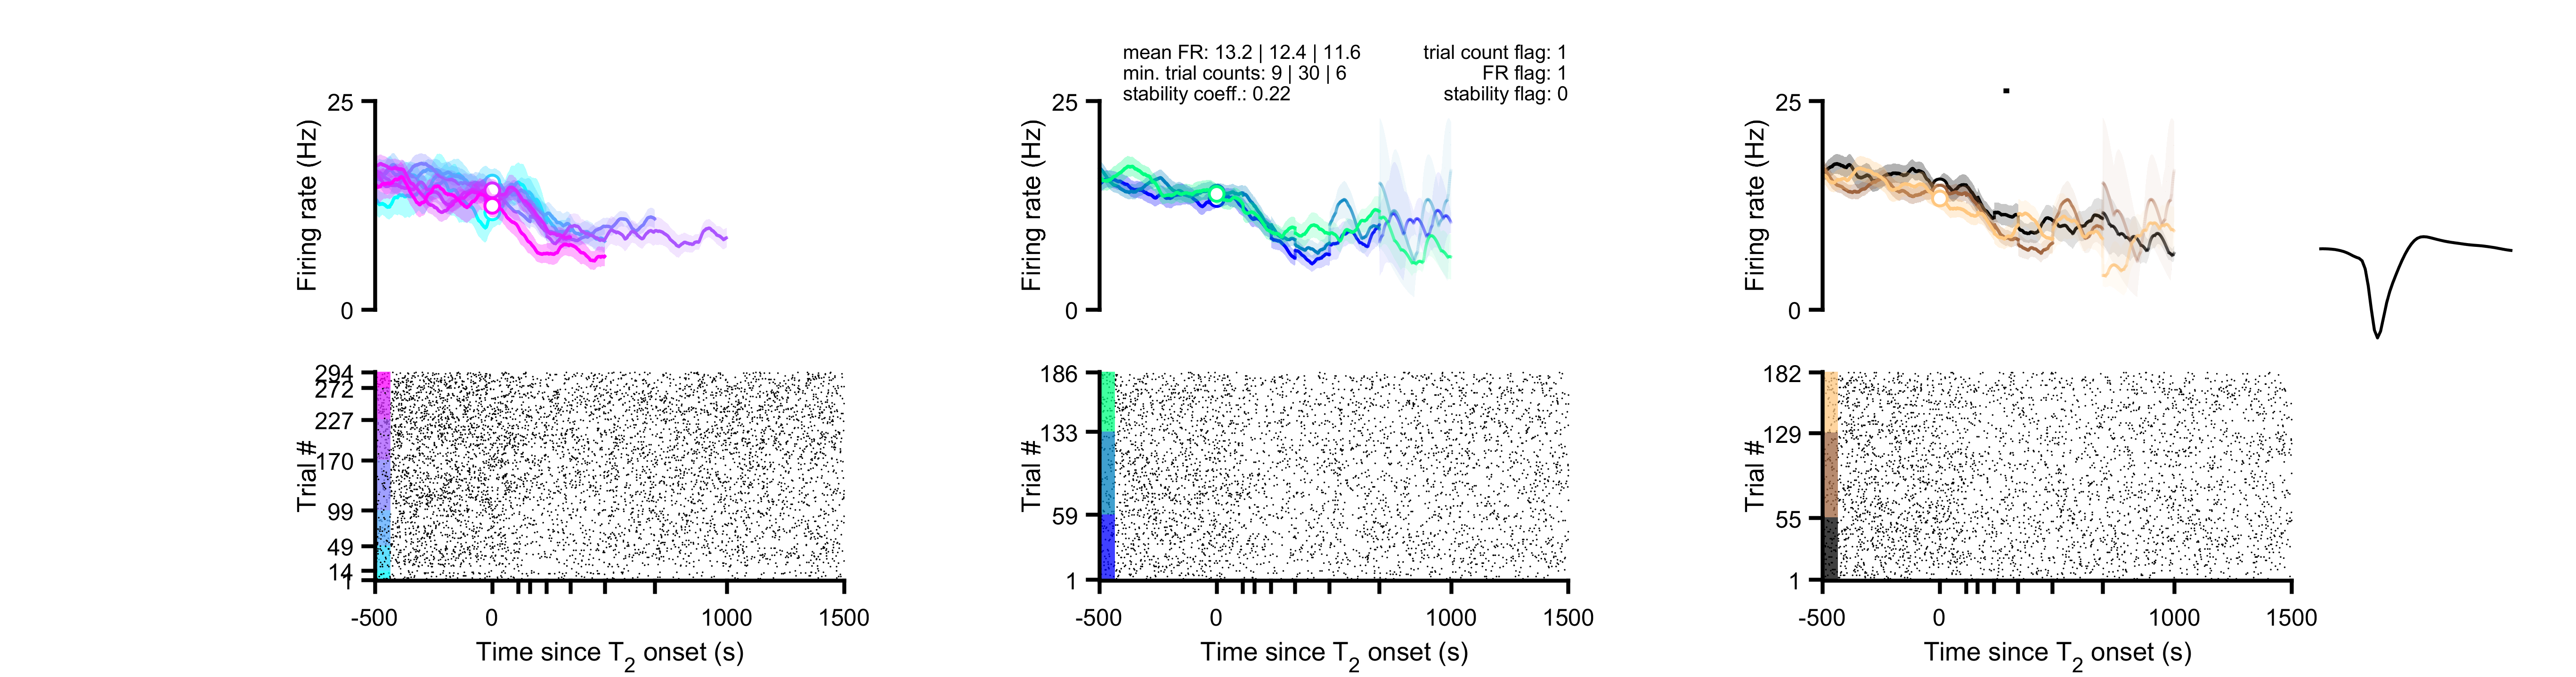 mean FR: 13.2 | 12.4 | 11.6
trial count flag: 1
min. trial counts: 9 | 30 | 6
FR flag: 1
stability coeff.: 0.22
stability flag: 0
25
Firing rate (Hz)
0
25
Firing rate (Hz)
0
25
Firing rate (Hz)
0
294
272
227
170
99
49
14
1
Trial #
-500
0
1000
1500
Time since T2 onset (s)
186
133
59
1
Trial #
-500
0
1000
1500
Time since T2 onset (s)
182
129
55
1
Trial #
-500
0
1000
1500
Time since T2 onset (s)